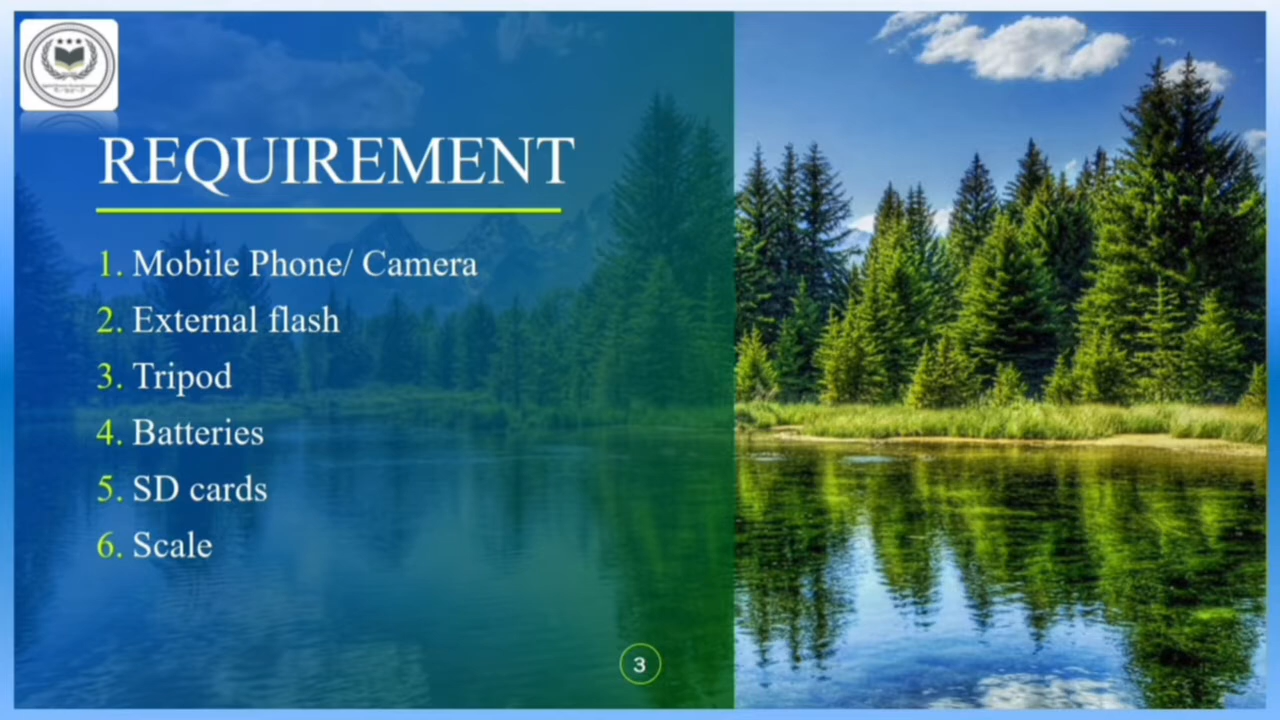 REQUIREMENT
1. Mobile Phone/ Camera
2. External flash
3. Tripod
4. Batteries
5. SD cards
6. Scale
3